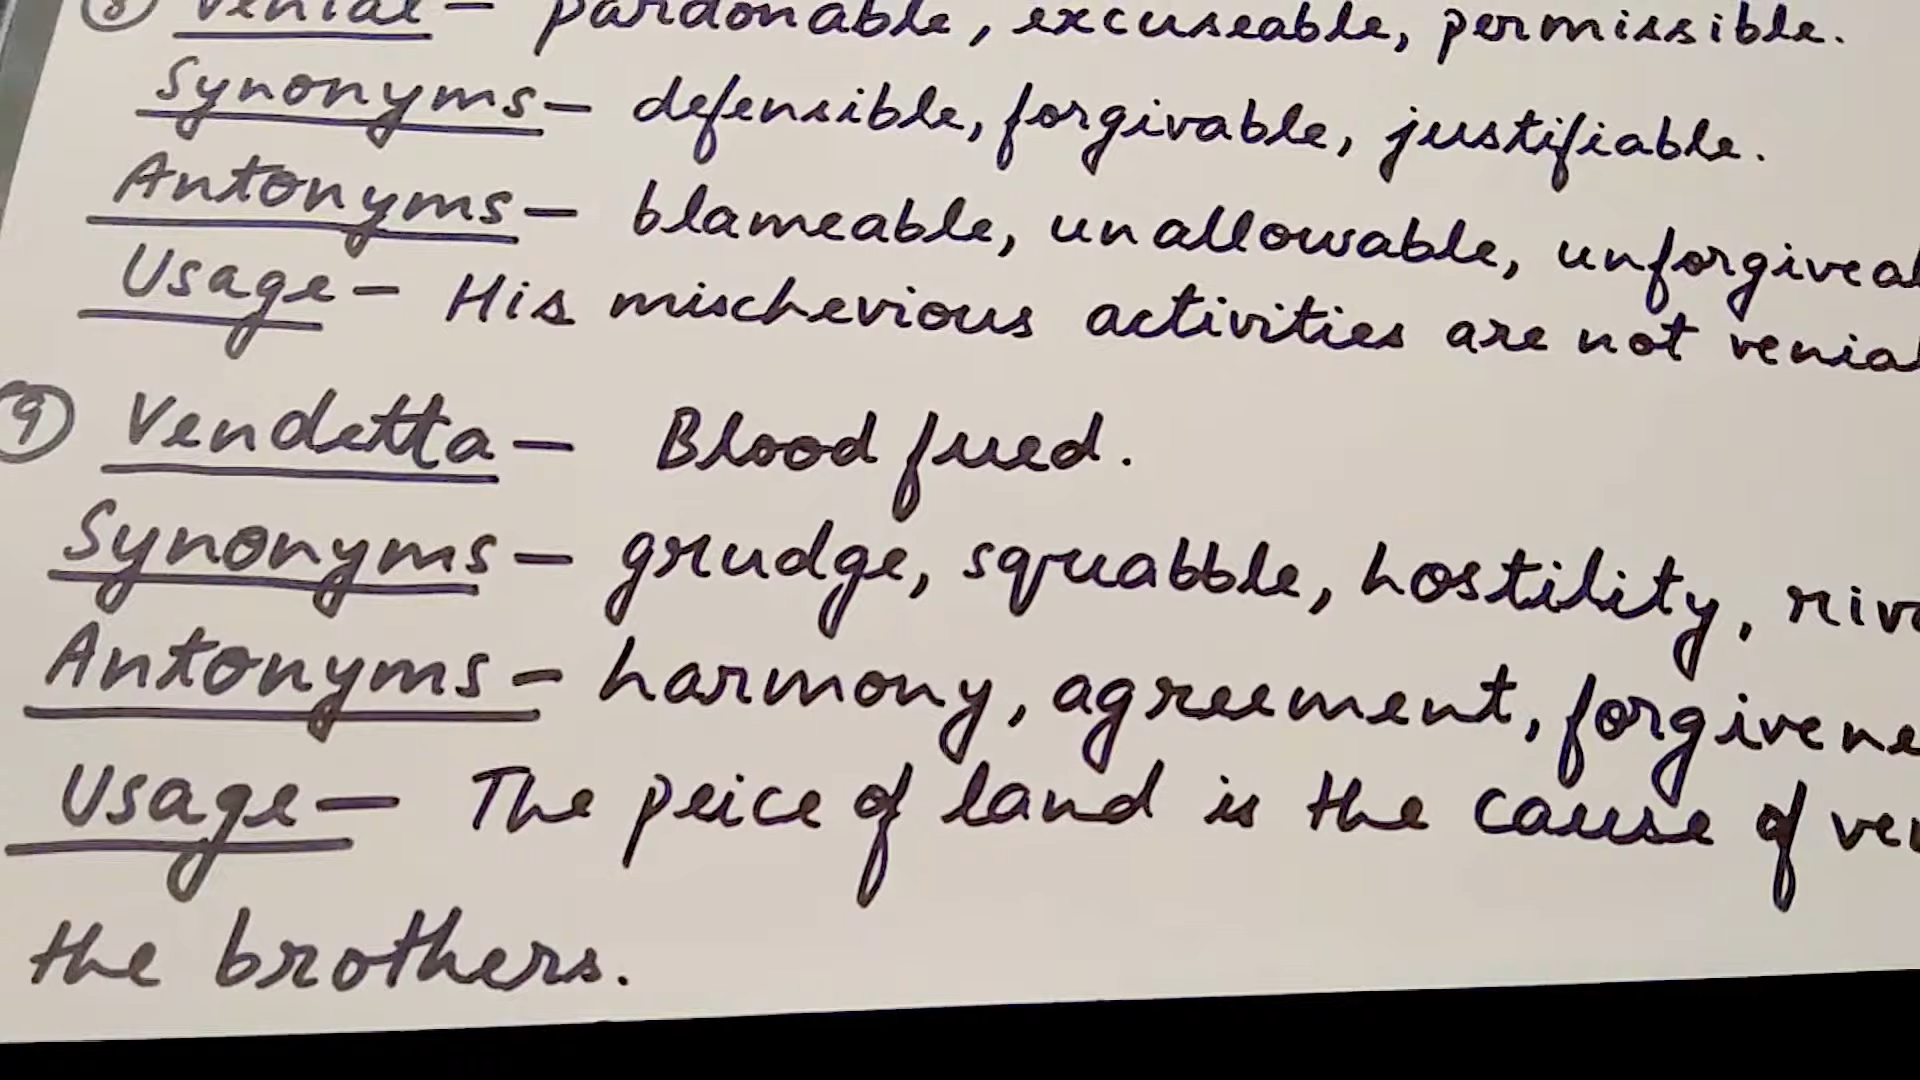 ⑧ Venial – pardonable, excuseable, permissible.
Synonyms – defensible, forgivable, justifiable.
Antonyms – blameable, unallowable,
Usage – His mischevious activities are not venial
⑨ Vendetta – Blood fued.
Synonyms – grudge, squabble, hostility,
Antonyms – harmony, agreement,
Usage – The peice of land is the cause of
the brothers.